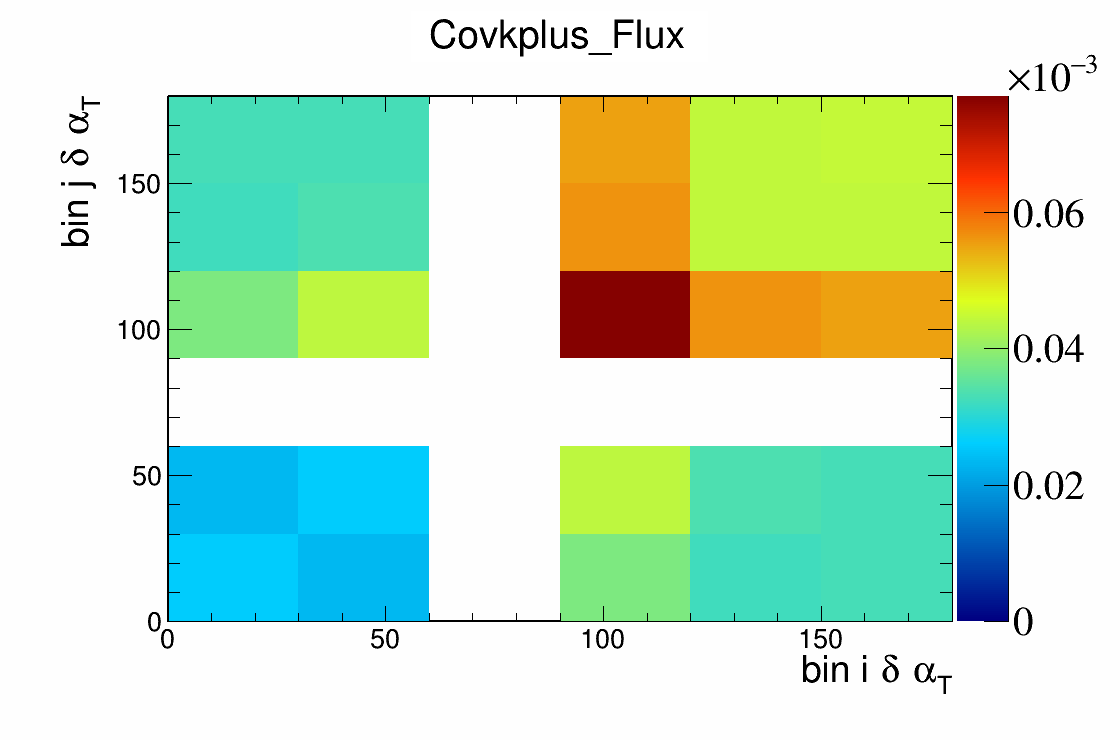 Covkplus_Flux
×10⁻³
bin j δ α_T
150
100
50
0
0 50 100 150
bin i δ α_T
0.06
0.04
0.02
0